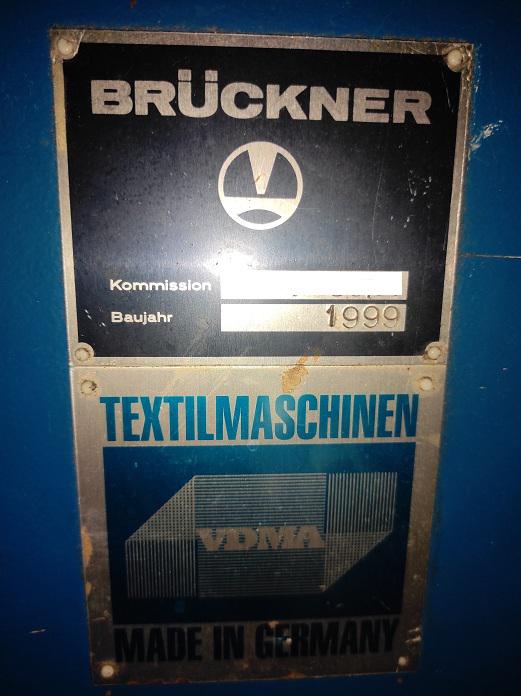 BRÜCKNER
Kommission
Baujahr 1999
TEXTILMASCHINEN
VDMA
MADE IN GERMANY